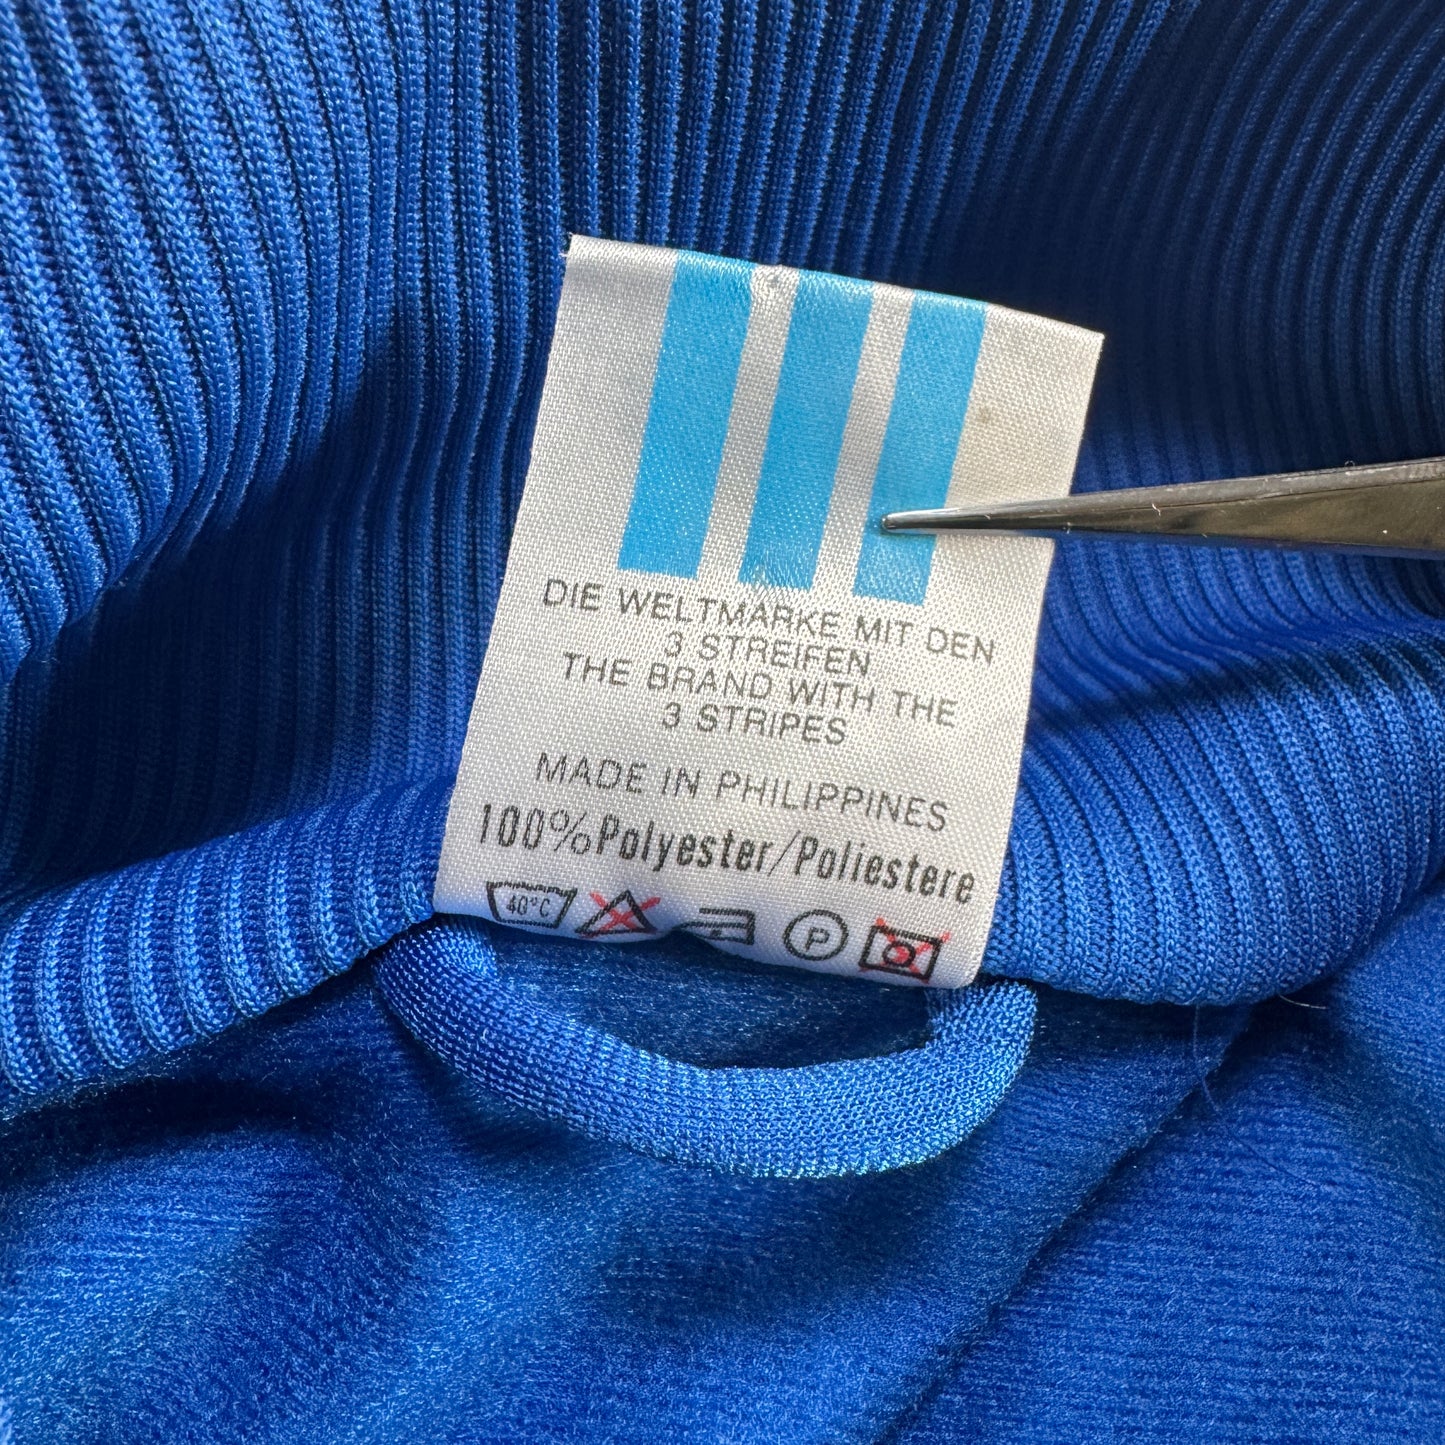 DIE WELTMARKE MIT DEN
3 STREIFEN
THE BRAND WITH THE
3 STRIPES
MADE IN PHILIPPINES
100% Polyester/Poliestere
40°C P